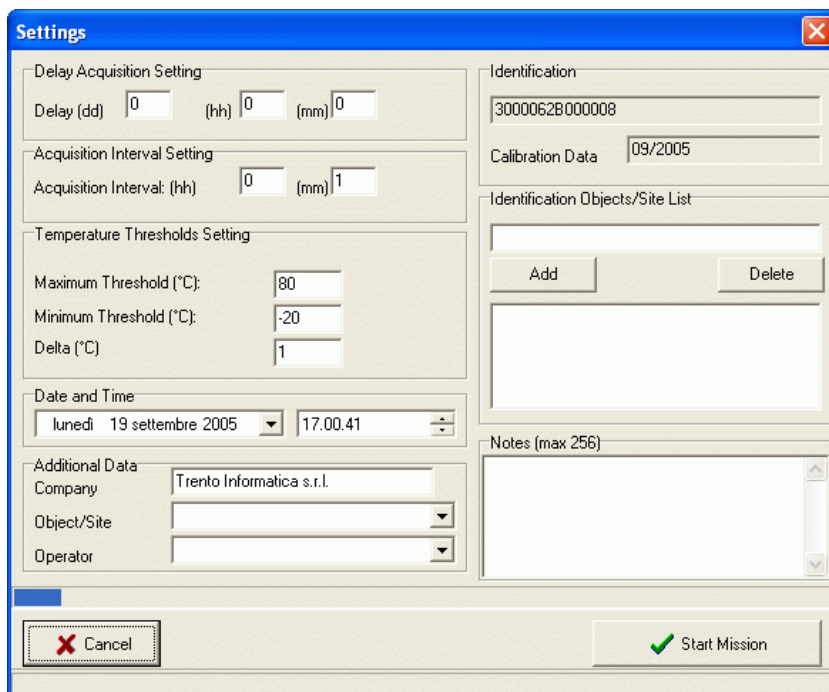 Settings
Delay Acquisition Setting
Delay (dd) 0 (hh) 0 (mm) 0
Acquisition Interval Setting
Acquisition Interval: (hh) 0 (mm) 1
Temperature Thresholds Setting
Maximum Threshold (°C): 80
Minimum Threshold (°C): -20
Delta (°C) 1
Date and Time
lunedì 19 settembre 2005 17.00.41
Additional Data
Company Trento Informatica s.r.l.
Object/Site
Operator
Identification
3000062B000008
Calibration Data 09/2005
Identification Objects/Site List
Add Delete
Notes (max 256)
Cancel Start Mission